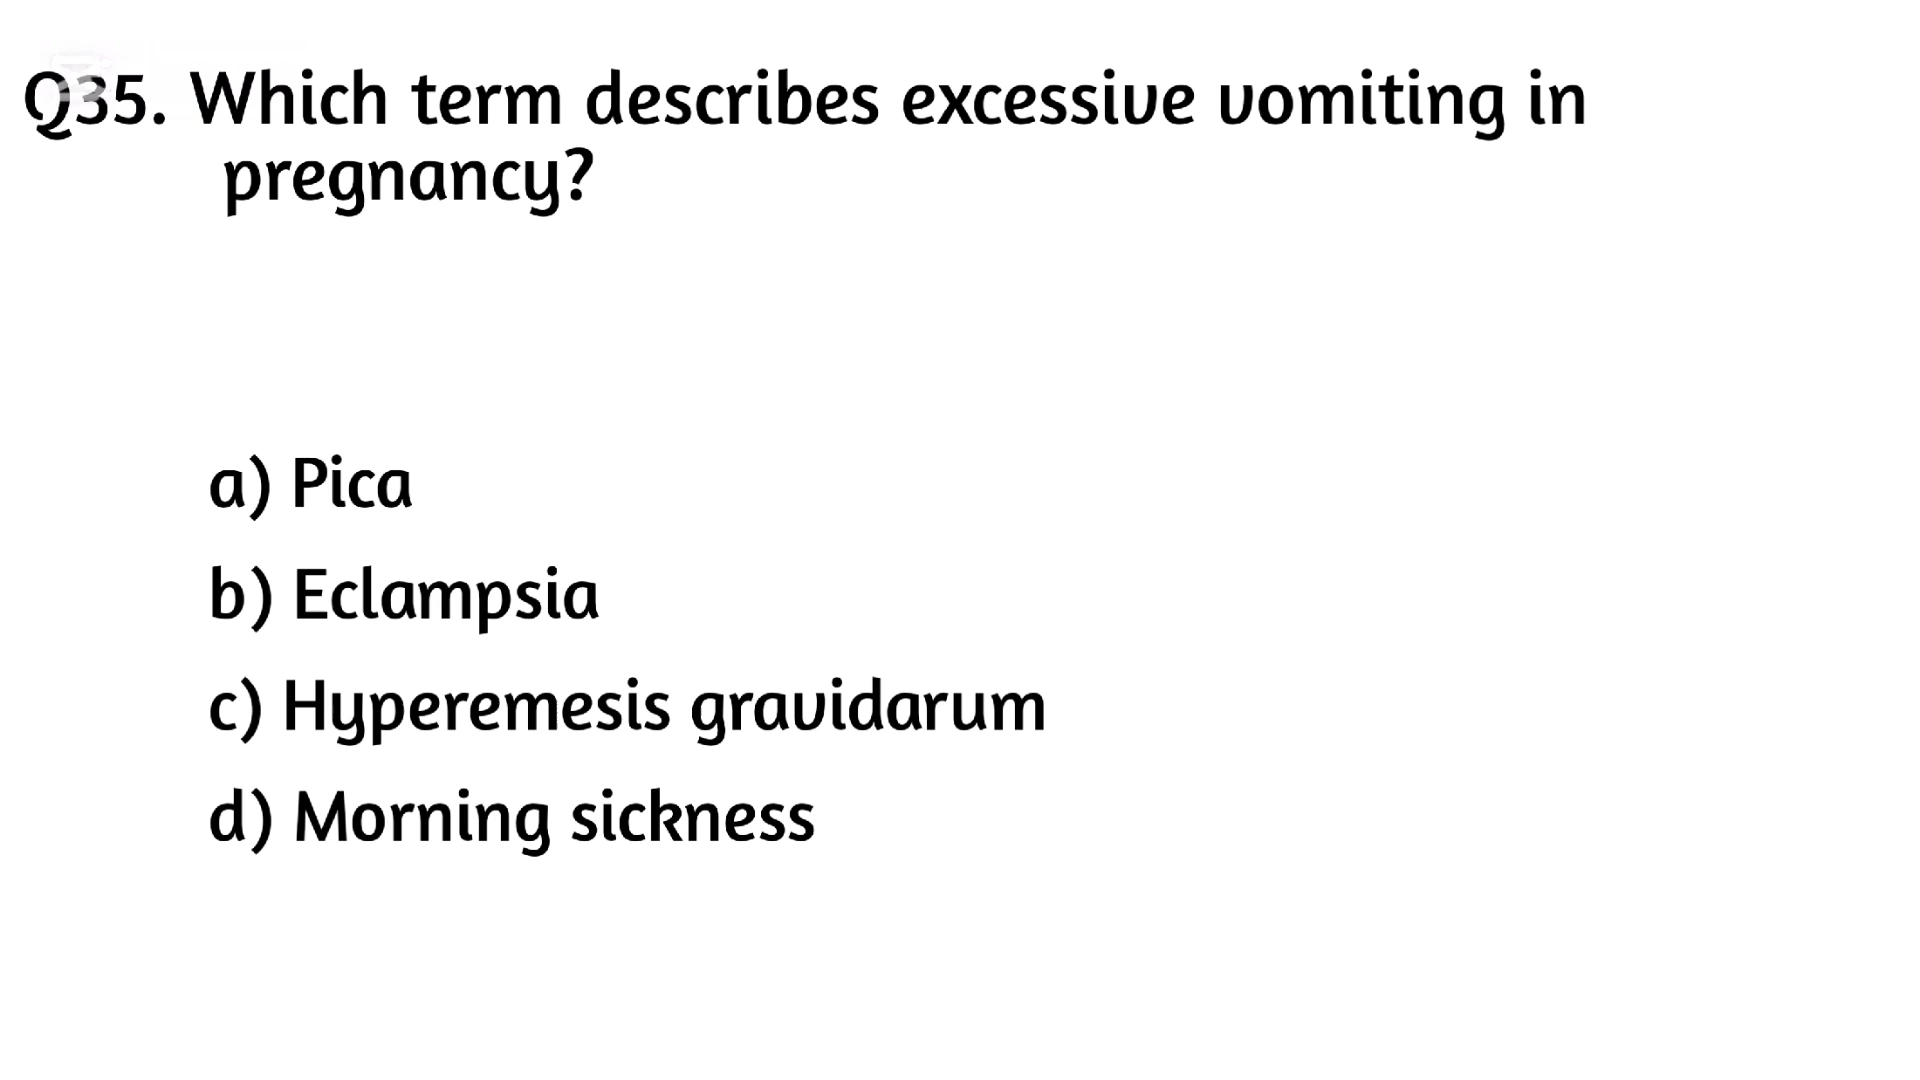 Q35. Which term describes excessive vomiting in
pregnancy?
a) Pica
b) Eclampsia
c) Hyperemesis gravidarum
d) Morning sickness